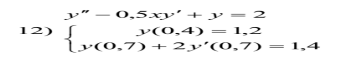 y″ − 0,5xy′ + y = 2
12) { y(0,4) = 1,2
y(0,7) + 2y′(0,7) = 1,4